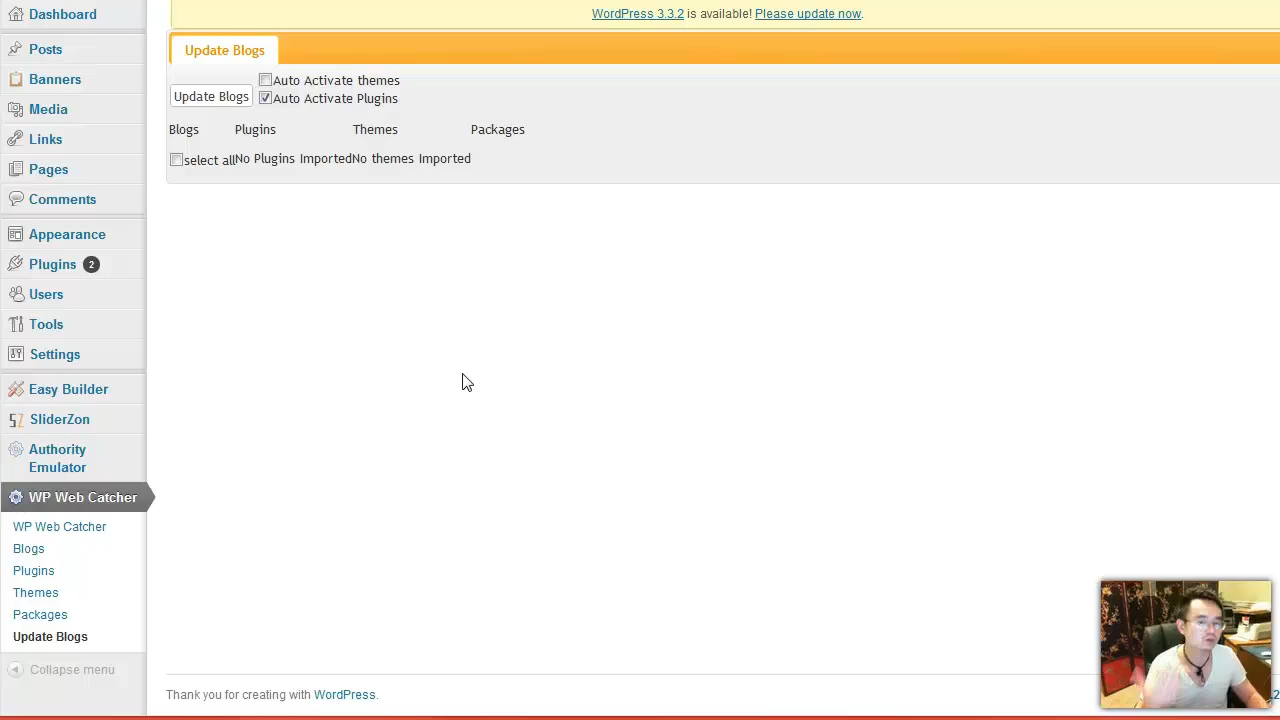 Dashboard
Posts
Banners
Media
Links
Pages
Comments
Appearance
Plugins 2
Users
Tools
Settings
Easy Builder
SliderZon
Authority
Emulator
WP Web Catcher
WP Web Catcher
Blogs
Plugins
Themes
Packages
Update Blogs
Collapse menu
WordPress 3.3.2 is available! Please update now.
Update Blogs
Auto Activate themes
Update Blogs
Auto Activate Plugins
Blogs Plugins Themes Packages
select all No Plugins Imported No themes Imported
Thank you for creating with WordPress.